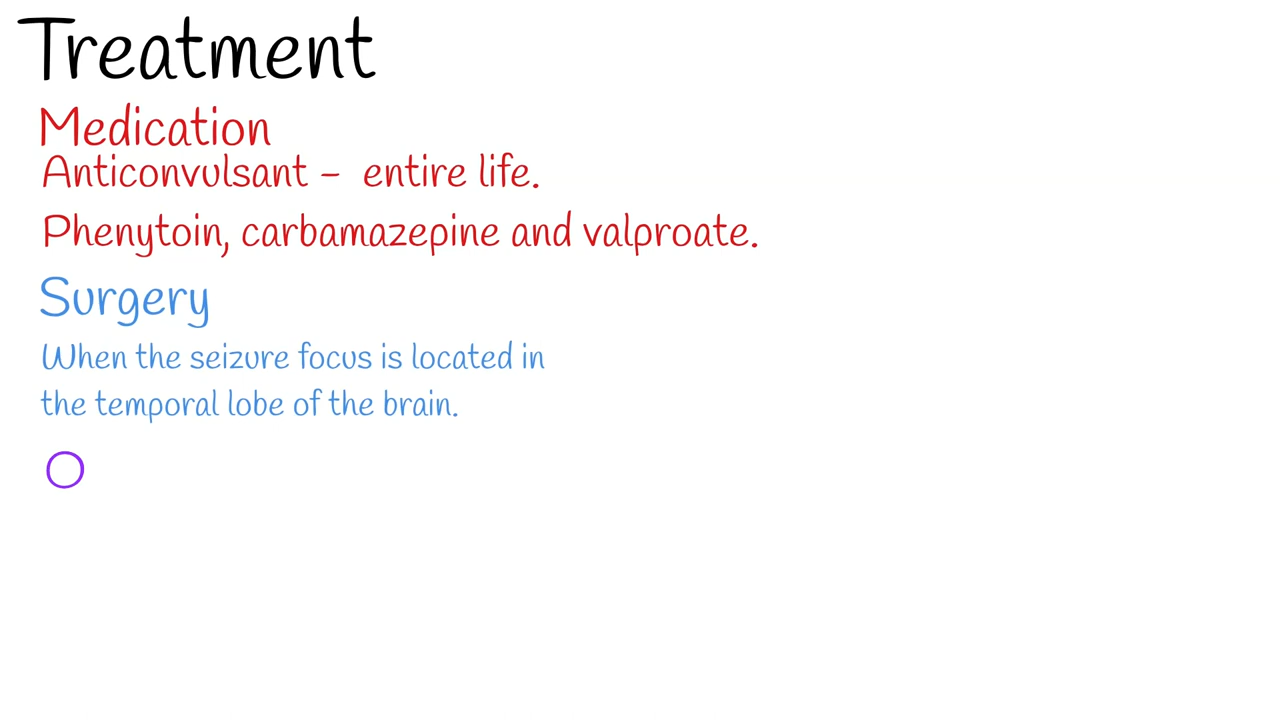 Treatment
Medication
Anticonvulsant - entire life.
Phenytoin, carbamazepine and valproate.
Surgery
When the seizure focus is located in
the temporal lobe of the brain.
O